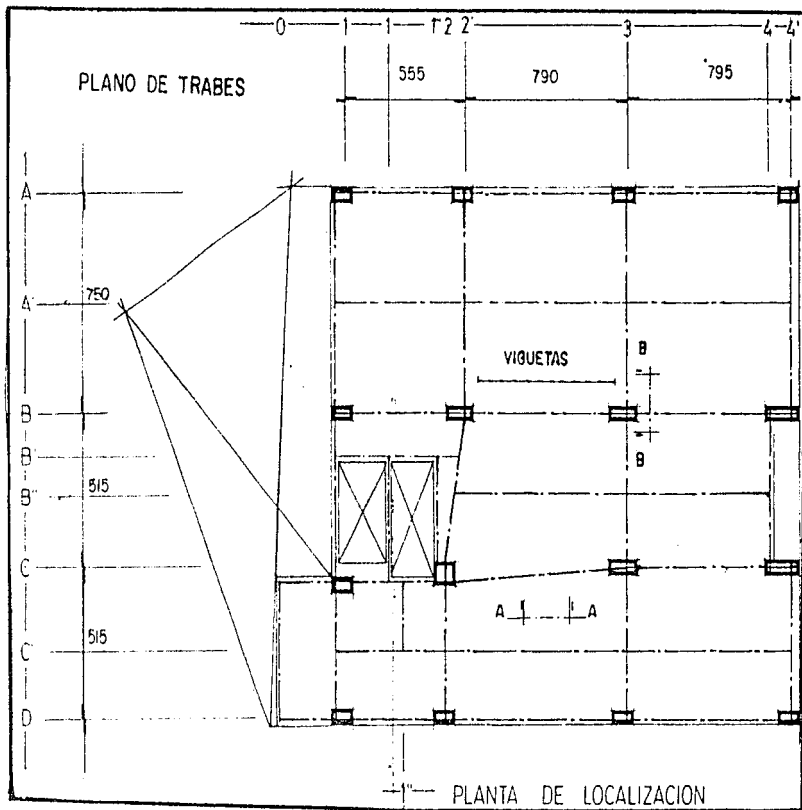 0 1 1 1' 2 2' 3 4 4'
PLANO DE TRABES
555 790 795
A
A'
750
VIGUETAS
B
B
B
B'
B''
515
C
A A
C'
515
D
1''
PLANTA DE LOCALIZACION